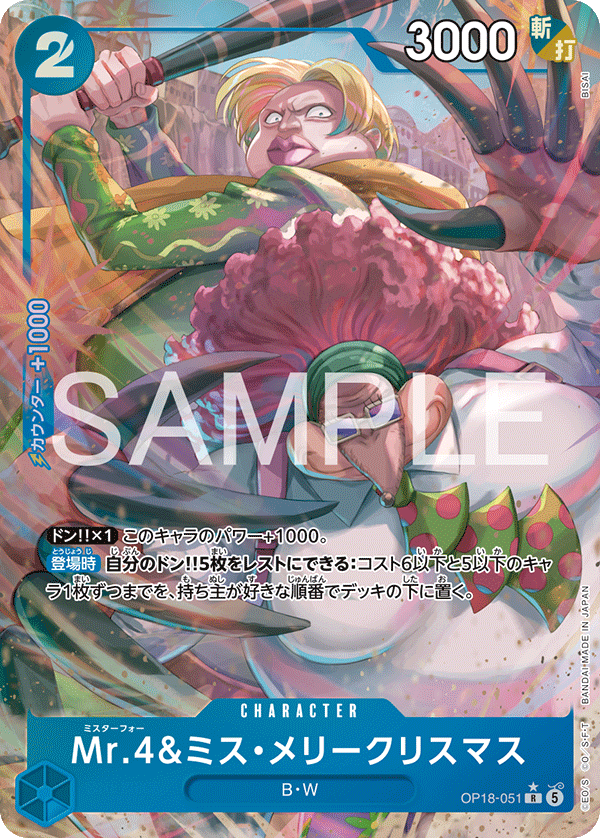 2
3000
斬
打
BISAI
カウンター +1000
SAMPLE
ドン!!×1 このキャラのパワー+1000。
登場時 自分のドン!!5枚をレストにできる：コスト6以下と5以下のキャ
ラ1枚ずつまでを、持ち主が好きな順番でデッキの下に置く。
CHARACTER
ミスターフォー
Mr.4&ミス・メリークリスマス
B・W
OP18-051 R 5
©E.O./S. ©O/S・F・T・ BANDAI MADE IN JAPAN